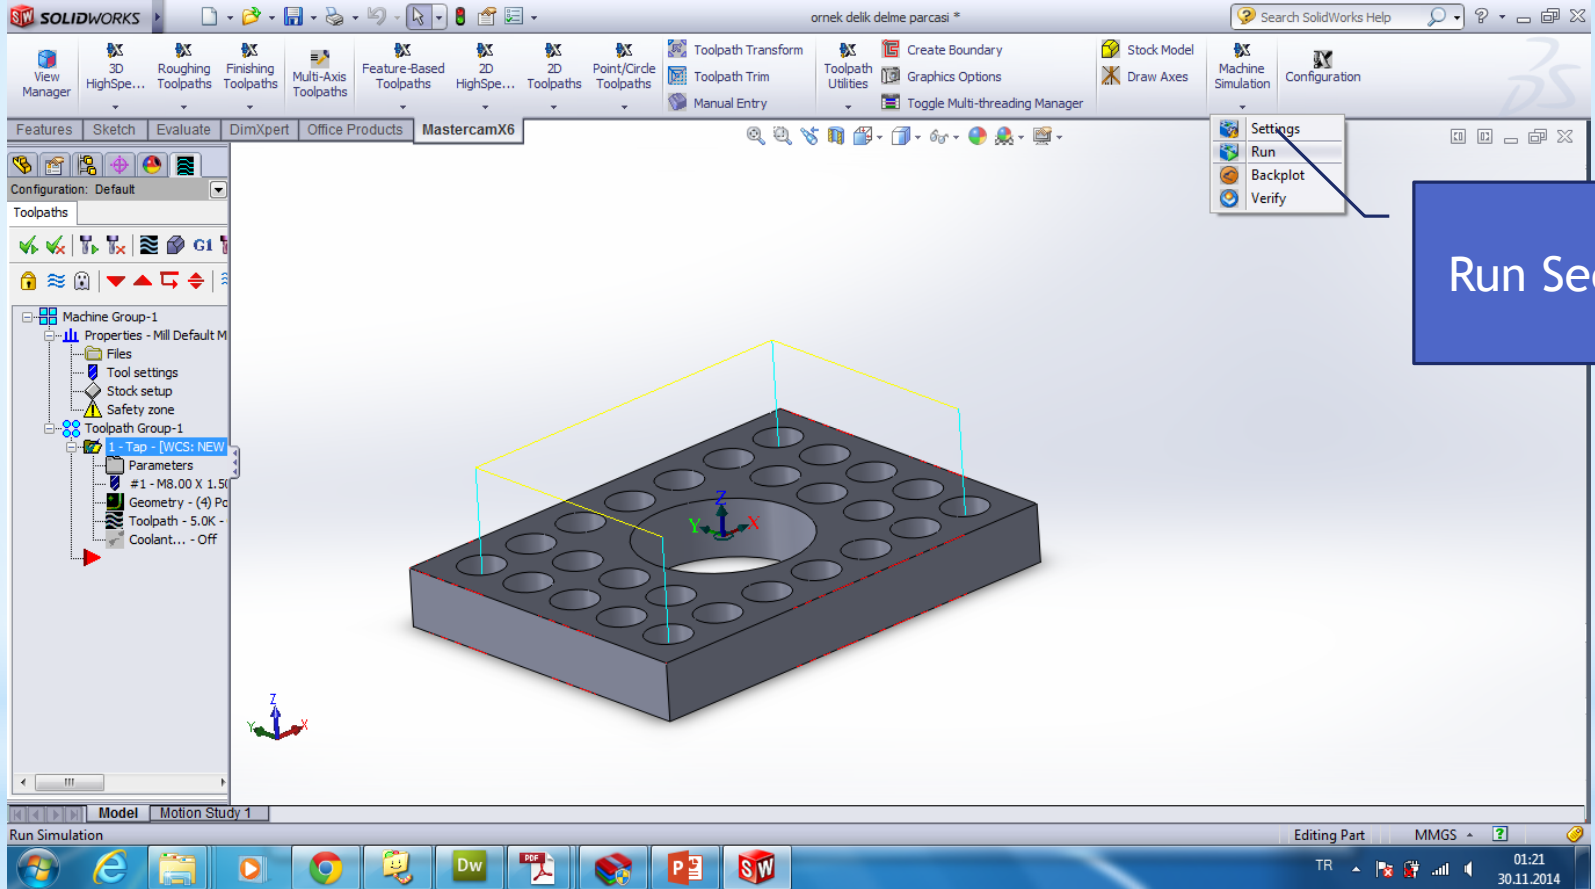 SOLIDWORKS
ornek delik delme parcasi *
Search SolidWorks Help
View Manager
3D HighSpe...
Roughing Toolpaths
Finishing Toolpaths
Multi-Axis Toolpaths
Feature-Based Toolpaths
2D HighSpe...
2D Toolpaths
Point/Circle Toolpaths
Toolpath Transform
Toolpath Trim
Manual Entry
Toolpath Utilities
Create Boundary
Graphics Options
Toggle Multi-threading Manager
Stock Model
Draw Axes
Machine Simulation
Configuration
Features Sketch Evaluate DimXpert Office Products MastercamX6
Settings
Run
Backplot
Verify
Configuration: Default
Toolpaths
G1
Run Se
Machine Group-1
Properties - Mill Default M
Files
Tool settings
Stock setup
Safety zone
Toolpath Group-1
1 - Tap - [WCS: NEW
Parameters
#1 - M8.00 X 1.50
Geometry - (4) Po
Toolpath - 5.0K -
Coolant... - Off
Z
Y X
Z
Y X
Model Motion Study 1
Run Simulation
Editing Part
MMGS
Dw
PDF
SW
TR
01:21
30.11.2014